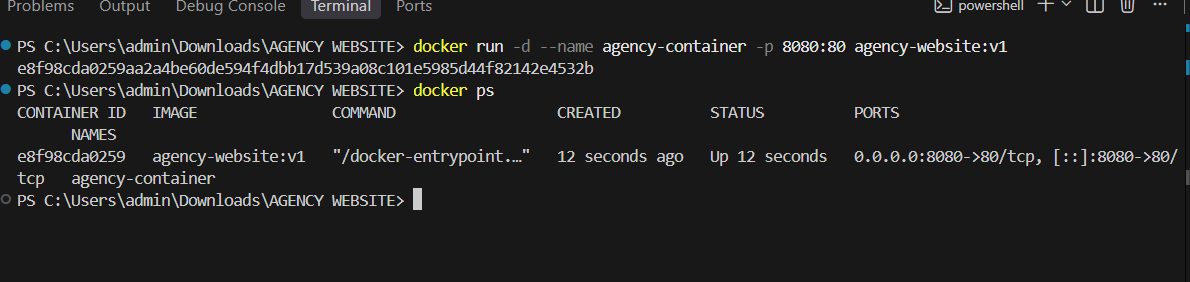 Problems Output Debug Console Terminal Ports powershell
PS C:\Users\admin\Downloads\AGENCY WEBSITE> docker run -d --name agency-container -p 8080:80 agency-website:v1
e8f98cda0259aa2a4be60de594f4dbb17d539a08c101e5985d44f82142e4532b
PS C:\Users\admin\Downloads\AGENCY WEBSITE> docker ps
CONTAINER ID   IMAGE               COMMAND                  CREATED          STATUS          PORTS
      NAMES
e8f98cda0259   agency-website:v1   "/docker-entrypoint.…"   12 seconds ago   Up 12 seconds   0.0.0.0:8080->80/tcp, [::]:8080->80/
tcp   agency-container
PS C:\Users\admin\Downloads\AGENCY WEBSITE>